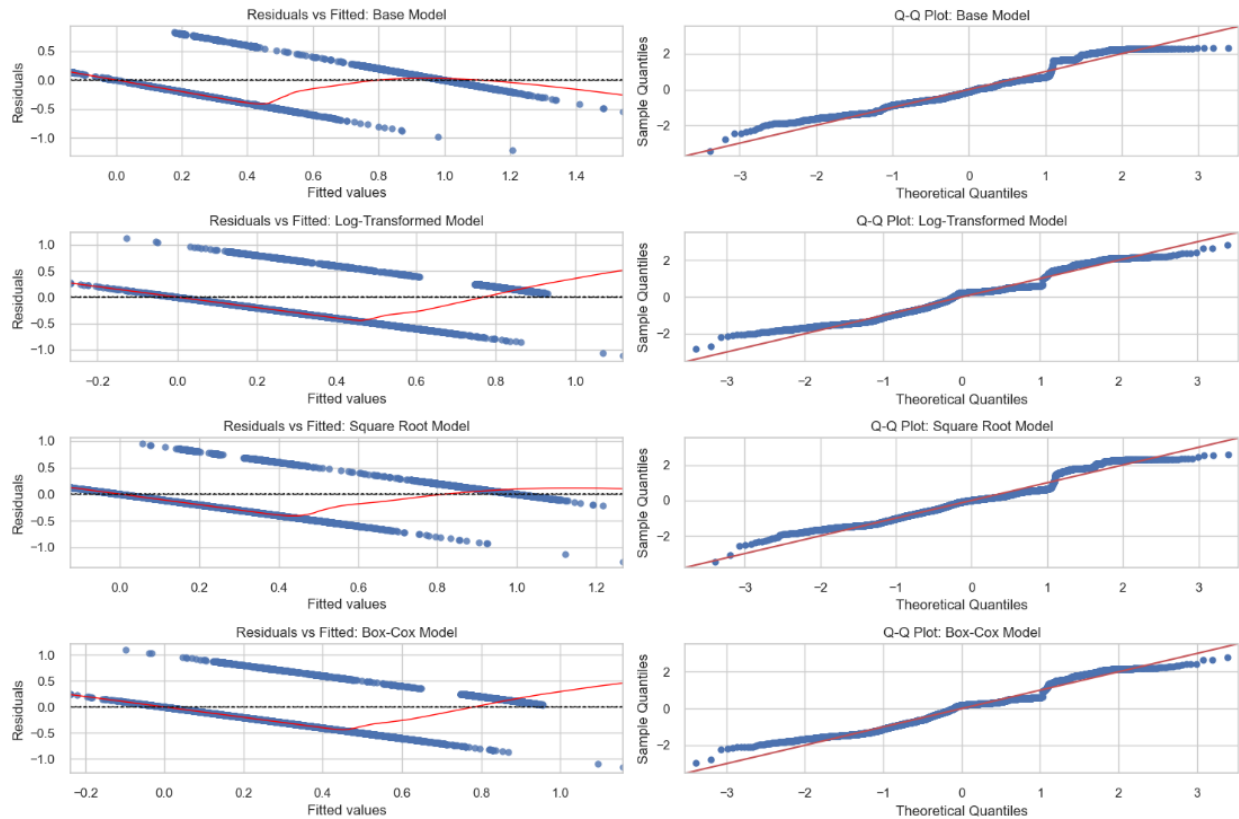 Residuals vs Fitted: Base Model
Residuals
0.5
0.0
−0.5
−1.0
0.0 0.2 0.4 0.6 0.8 1.0 1.2 1.4
Fitted values
Q-Q Plot: Base Model
Sample Quantiles
2
0
−2
−3 −2 −1 0 1 2 3
Theoretical Quantiles
Residuals vs Fitted: Log-Transformed Model
Residuals
1.0
0.5
0.0
−0.5
−1.0
−0.2 0.0 0.2 0.4 0.6 0.8 1.0
Fitted values
Q-Q Plot: Log-Transformed Model
Sample Quantiles
2
0
−2
−3 −2 −1 0 1 2 3
Theoretical Quantiles
Residuals vs Fitted: Square Root Model
Residuals
1.0
0.5
0.0
−0.5
−1.0
0.0 0.2 0.4 0.6 0.8 1.0 1.2
Fitted values
Q-Q Plot: Square Root Model
Sample Quantiles
2
0
−2
−3 −2 −1 0 1 2 3
Theoretical Quantiles
Residuals vs Fitted: Box-Cox Model
Residuals
1.0
0.5
0.0
−0.5
−1.0
−0.2 0.0 0.2 0.4 0.6 0.8 1.0
Fitted values
Q-Q Plot: Box-Cox Model
Sample Quantiles
2
0
−2
−3 −2 −1 0 1 2 3
Theoretical Quantiles